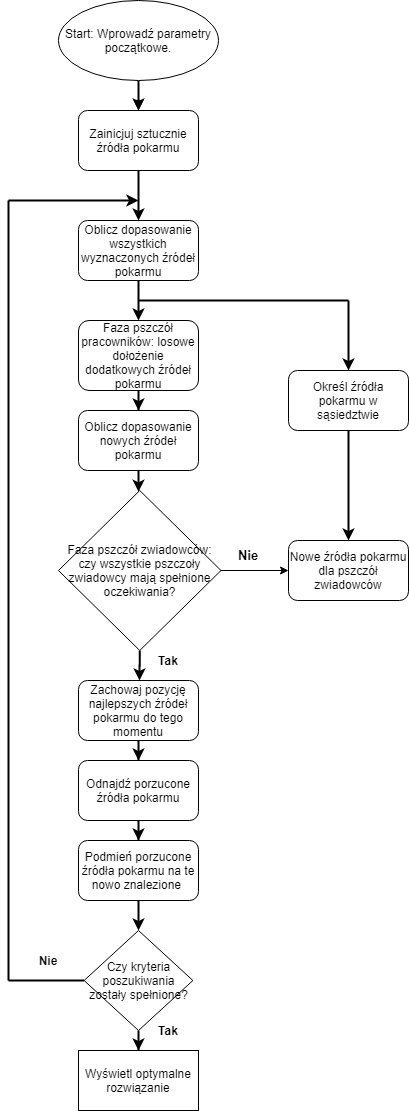 Start: Wprowadź parametry
początkowe.
Zainicjuj sztucznie
źródła pokarmu
Oblicz dopasowanie
wszystkich
wyznaczonych źródeł
pokarmu
Faza pszczół
pracowników: losowe
dołożenie
dodatkowych źródeł
pokarmu
Określ źródła
pokarmu w
sąsiedztwie
Oblicz dopasowanie
nowych źródeł
pokarmu
Faza pszczół zwiadowców:
czy wszystkie pszczoły
zwiadowcy mają spełnione
oczekiwania?
Nie
Nowe źródła pokarmu
dla pszczół
zwiadowców
Tak
Zachowaj pozycję
najlepszych źródeł
pokarmu do tego
momentu
Odnajdź porzucone
źródła pokarmu
Podmień porzucone
źródła pokarmu na te
nowo znalezione
Nie
Czy kryteria
poszukiwania
zostały spełnione?
Tak
Wyświetl optymalne
rozwiązanie